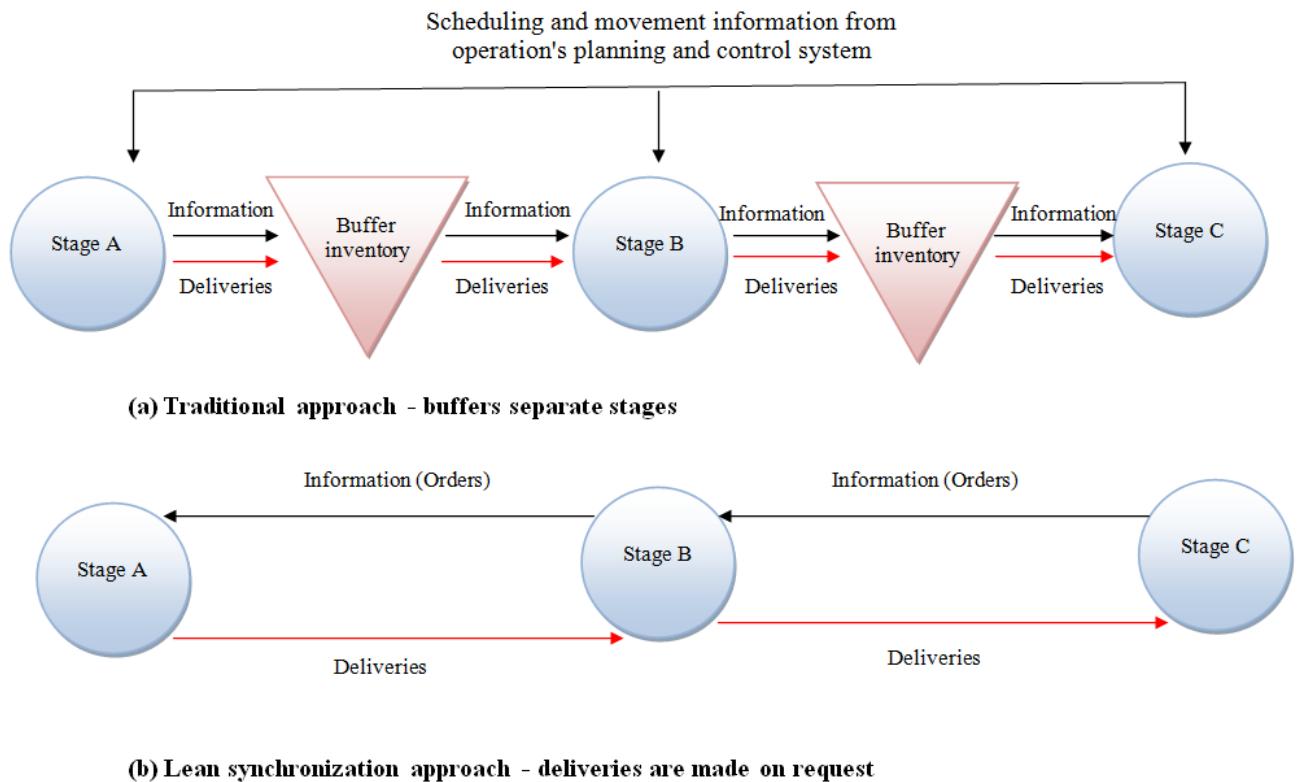 Scheduling and movement information from
operation's planning and control system
Stage A
Information
Deliveries
Buffer
inventory
Information
Deliveries
Stage B
Information
Deliveries
Buffer
inventory
Information
Deliveries
Stage C
(a) Traditional approach - buffers separate stages
Information (Orders)
Information (Orders)
Stage A
Stage B
Stage C
Deliveries
Deliveries
(b) Lean synchronization approach - deliveries are made on request